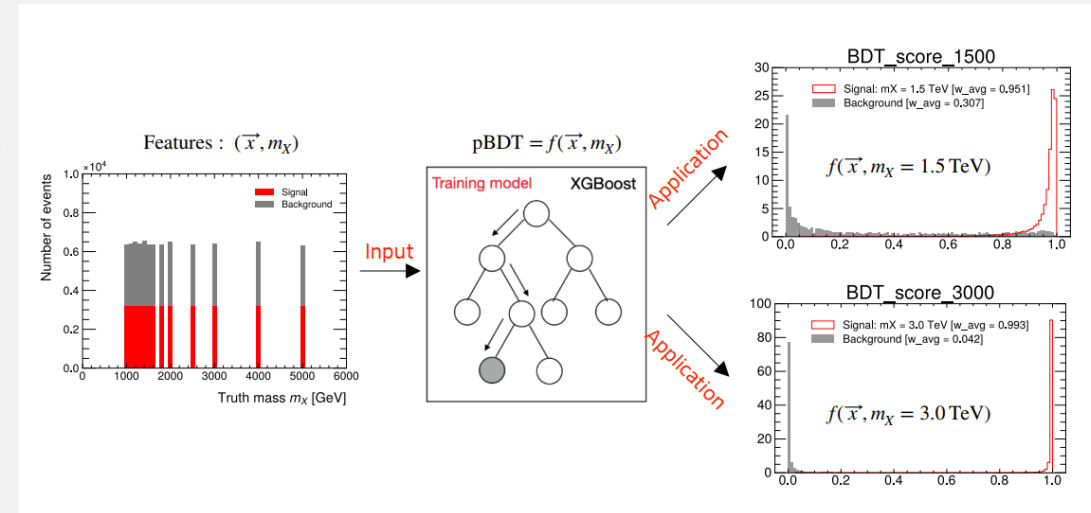 Features : (x⃗, m_X)
×10⁴
1.0
0.8
0.6
0.4
0.2
0.0
Number of events
Signal
Background
0 1000 2000 3000 4000 5000 6000
Truth mass m_X [GeV]
Input
pBDT = f(x⃗, m_X)
Training model XGBoost
Application
Application
BDT_score_1500
30
25
20
15
10
5
0
Signal: mX = 1.5 TeV [w_avg = 0.951]
Background [w_avg = 0.307]
f(x⃗, m_X = 1.5 TeV)
0.0 0.2 0.4 0.6 0.8 1.0
BDT_score_3000
100
80
60
40
20
0
Signal: mX = 3.0 TeV [w_avg = 0.993]
Background [w_avg = 0.042]
f(x⃗, m_X = 3.0 TeV)
0.0 0.2 0.4 0.6 0.8 1.0